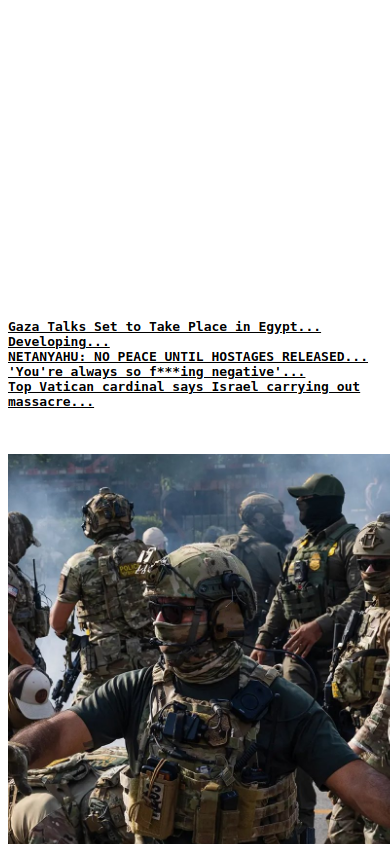 Gaza Talks Set to Take Place in Egypt...
Developing...
NETANYAHU: NO PEACE UNTIL HOSTAGES RELEASED...
'You're always so f***ing negative'...
Top Vatican cardinal says Israel carrying out
massacre...
POLICE